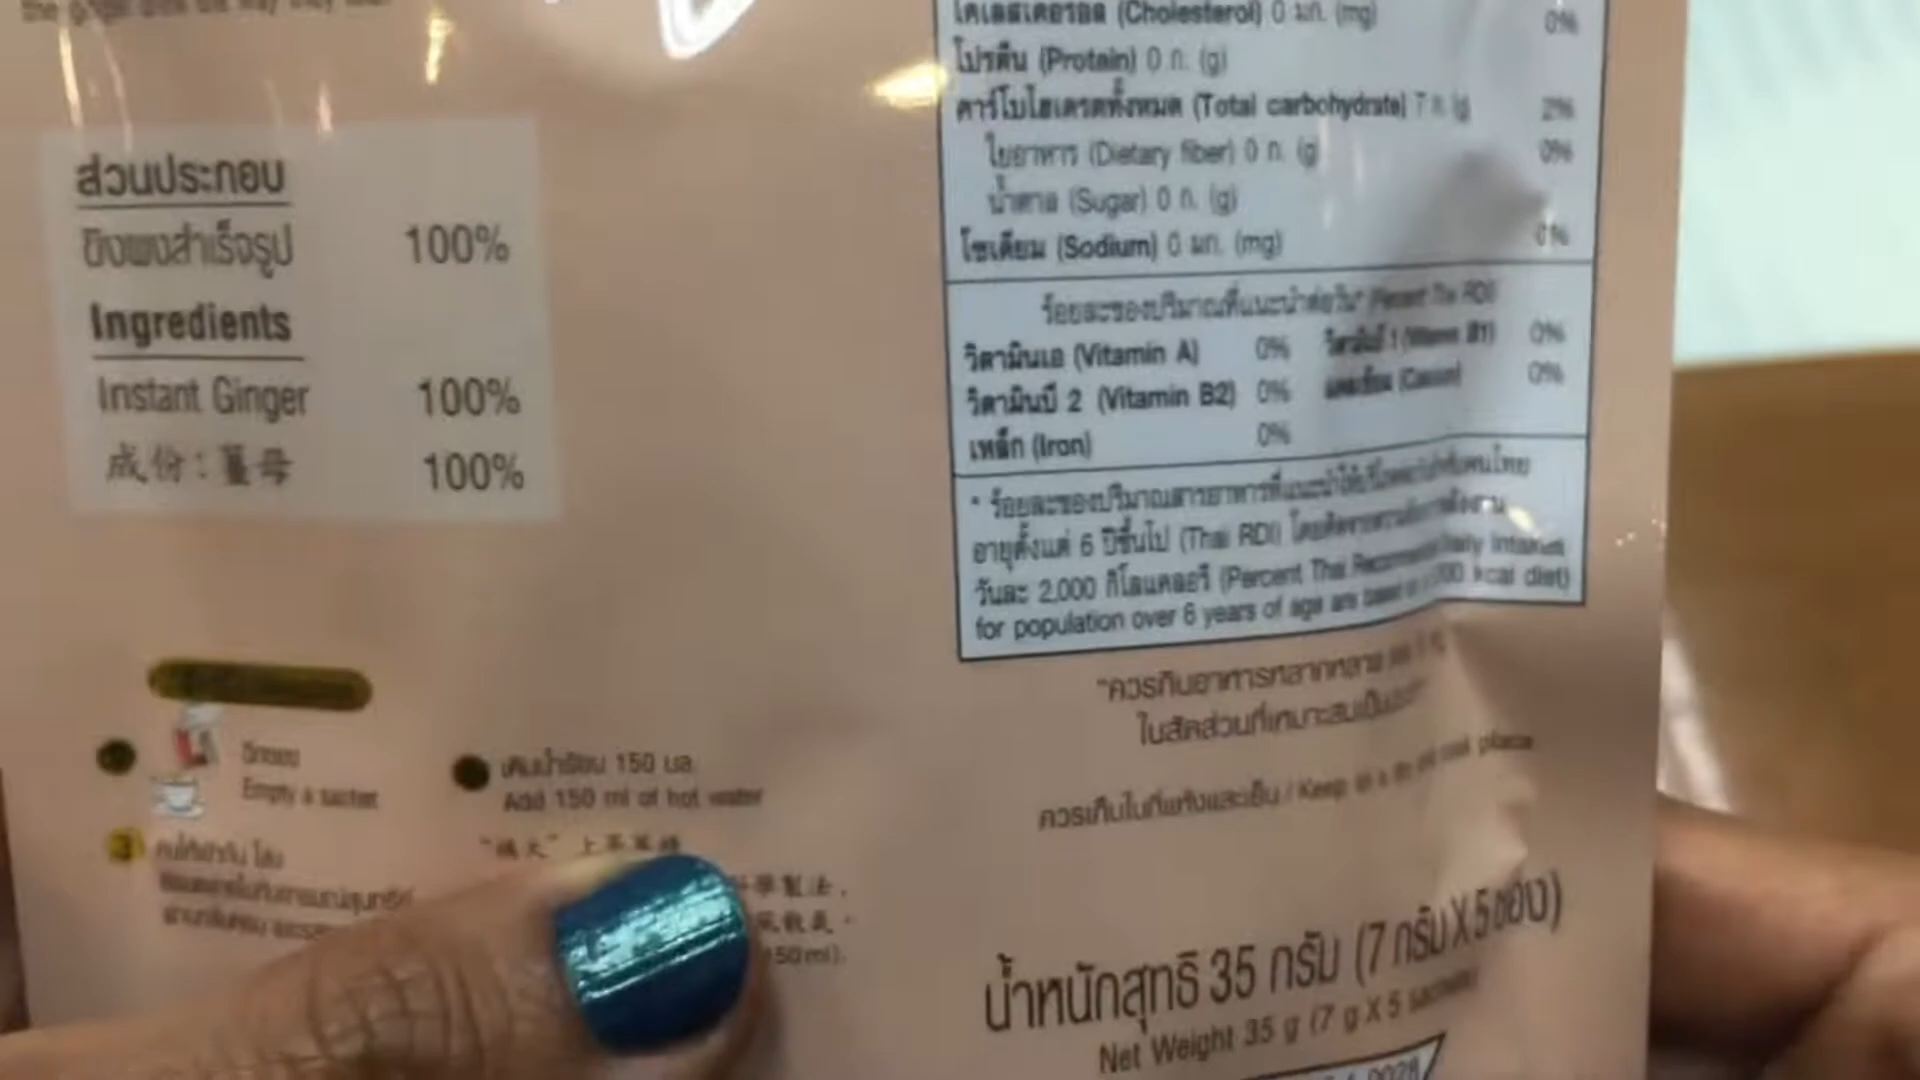 ส่วนประกอบ
ขิงผงสำเร็จรูป 100%
Ingredients
Instant Ginger 100%
成份：薑母 100%
Empty a sachet
เติมน้ำร้อน 150 มล.
Add 150 ml of hot water
3
上等薑
科學製法,
150ml).
(Cholesterol) 0 มก. (mg) 0%
โปรตีน (Protein) 0 ก. (g)
คาร์โบไฮเดรตทั้งหมด (Total carbohydrate) 7 ก. (g) 2%
ใยอาหาร (Dietary fiber) 0 ก. (g) 0%
น้ำตาล (Sugar) 0 ก. (g)
โซเดียม (Sodium) 0 มก. (mg) 0%
ร้อยละของปริมาณที่แนะนำต่อวัน* (Percent Thai RDI)
วิตามินเอ (Vitamin A) 0% วิตามินบี 1 (Vitamin B1) 0%
วิตามินบี 2 (Vitamin B2) 0% แคลเซียม (Calcium) 0%
เหล็ก (Iron) 0%
* ร้อยละของปริมาณสารอาหารที่แนะนำให้บริโภคต่อวันสำหรับคนไทย
อายุตั้งแต่ 6 ปีขึ้นไป (Thai RDI) โดยคิดจากความต้องการพลังงาน
วันละ 2,000 กิโลแคลอรี (Percent Thai Recommended Daily Intakes
for population over 6 years of age are based on 2,000 kcal diet)
"ควรกินอาหารหลากหลาย
ในสัดส่วนที่เหมาะสมเป็นประจำ"
ควรเก็บในที่แห้งและเย็น / Keep in a dry and cool place
น้ำหนักสุทธิ 35 กรัม (7 กรัม X 5 ซอง)
Net Weight 35 g (7 g X 5 sachets)